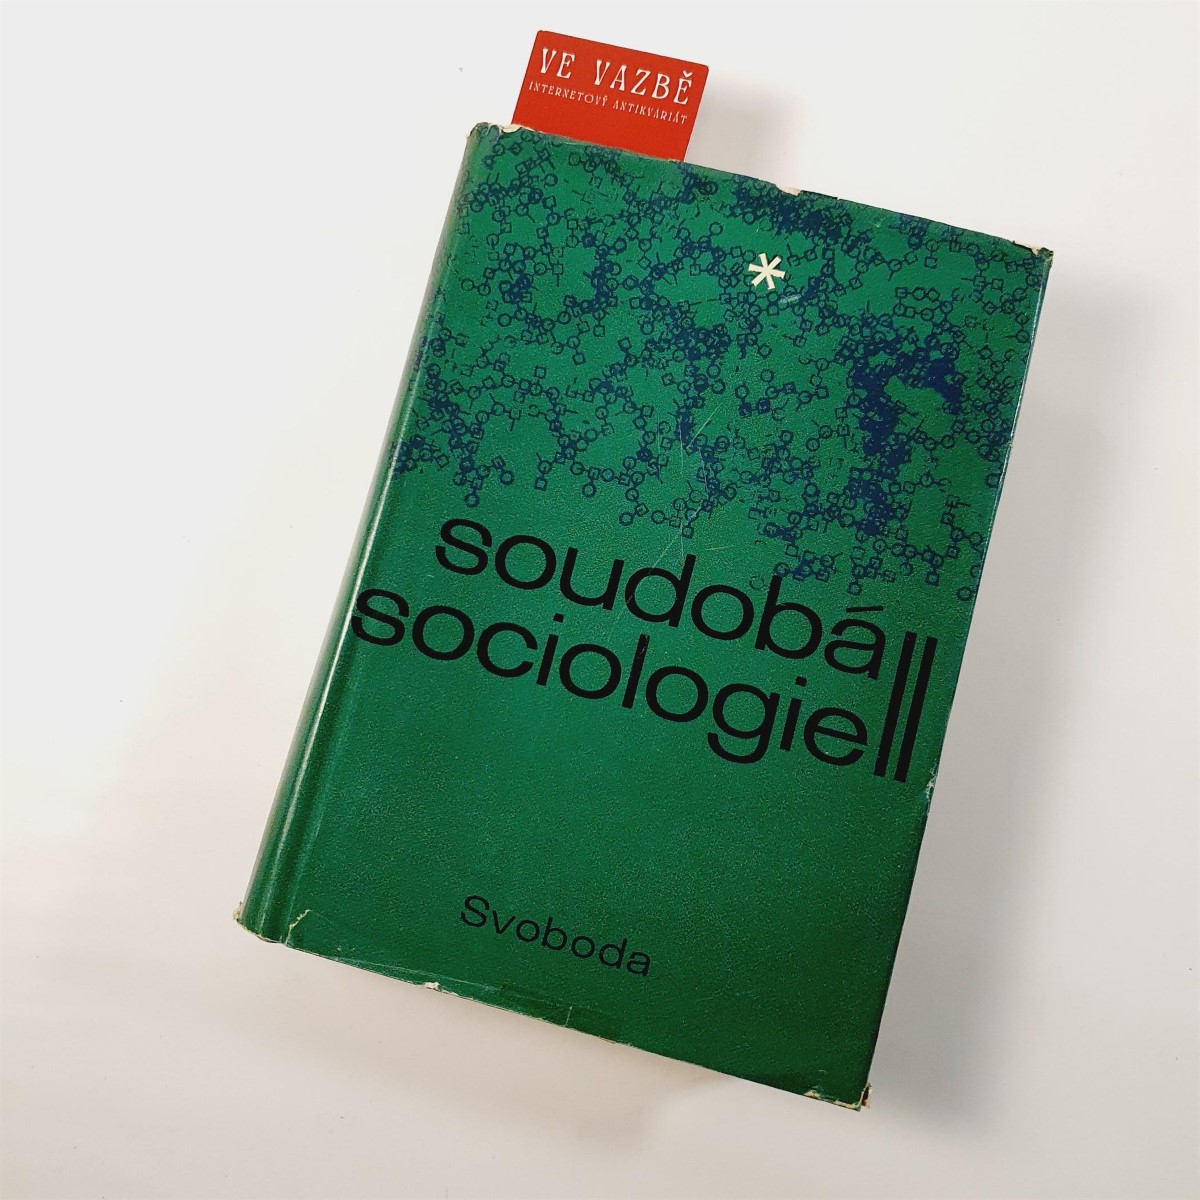 VE VAZBĚ
INTERNETOVÝ ANTIKVARIÁT
*
soudobá
sociologie II
Svoboda